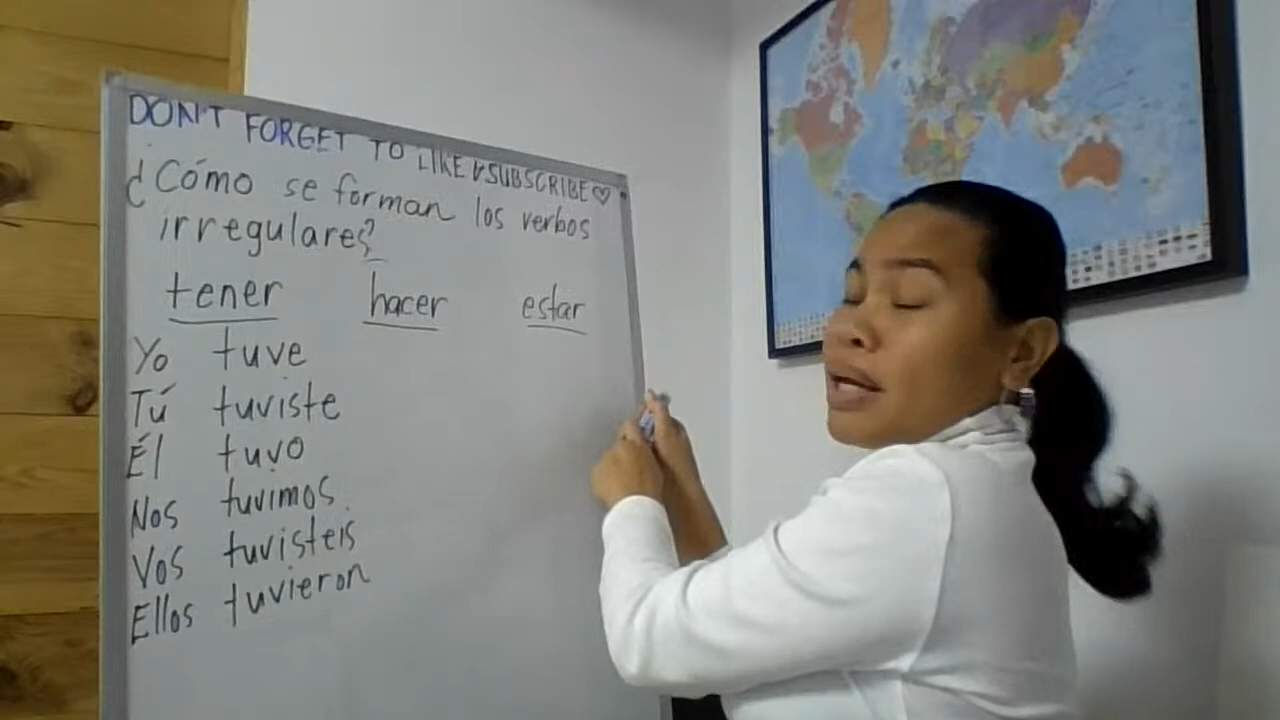 DON'T FORGET TO LIKE & SUBSCRIBE ♡
¿Cómo se forman los verbos
irregulares?
tener hacer estar
Yo tuve
Tú tuviste
Él tuvo
Nos tuvimos
Vos tuvisteis
Ellos tuvieron